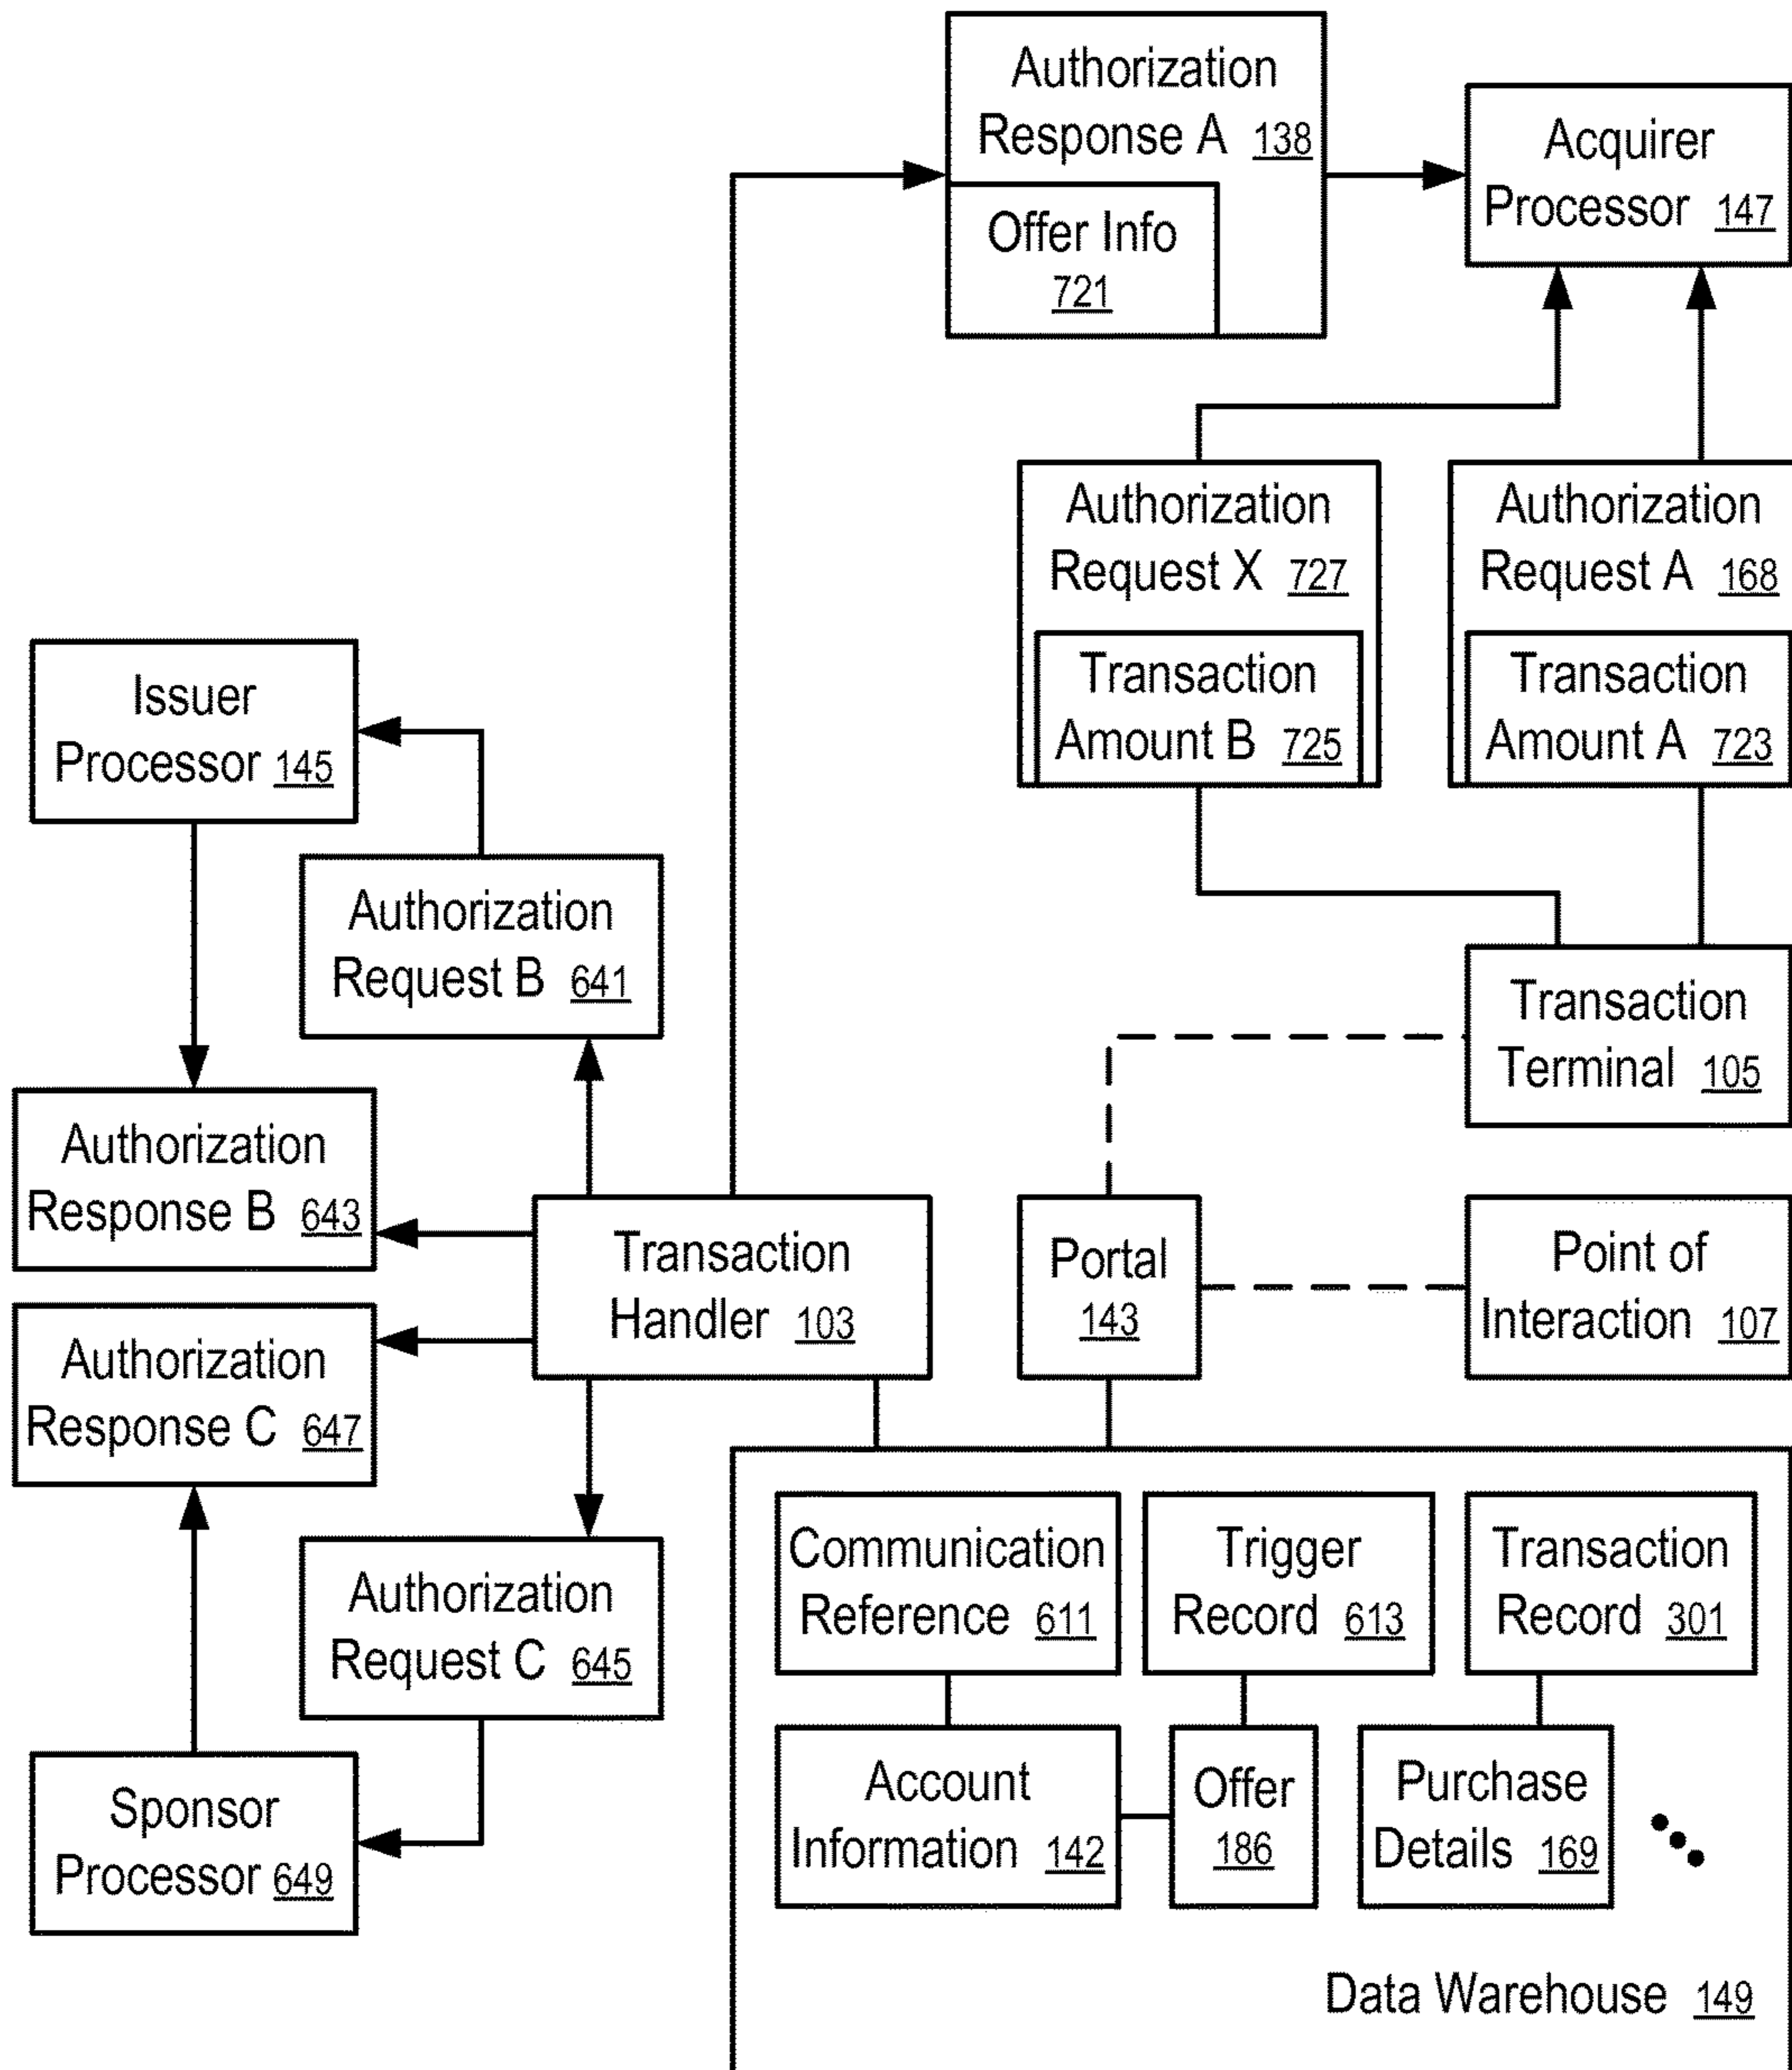 Authorization
Response A 138
Offer Info
721
Acquirer
Processor 147
Authorization
Request X 727
Transaction
Amount B 725
Authorization
Request A 168
Transaction
Amount A 723
Issuer
Processor 145
Authorization
Request B 641
Transaction
Terminal 105
Authorization
Response B 643
Transaction
Handler 103
Portal
143
Point of
Interaction 107
Authorization
Response C 647
Authorization
Request C 645
Sponsor
Processor 649
Communication
Reference 611
Trigger
Record 613
Transaction
Record 301
Account
Information 142
Offer
186
Purchase
Details 169
Data Warehouse 149